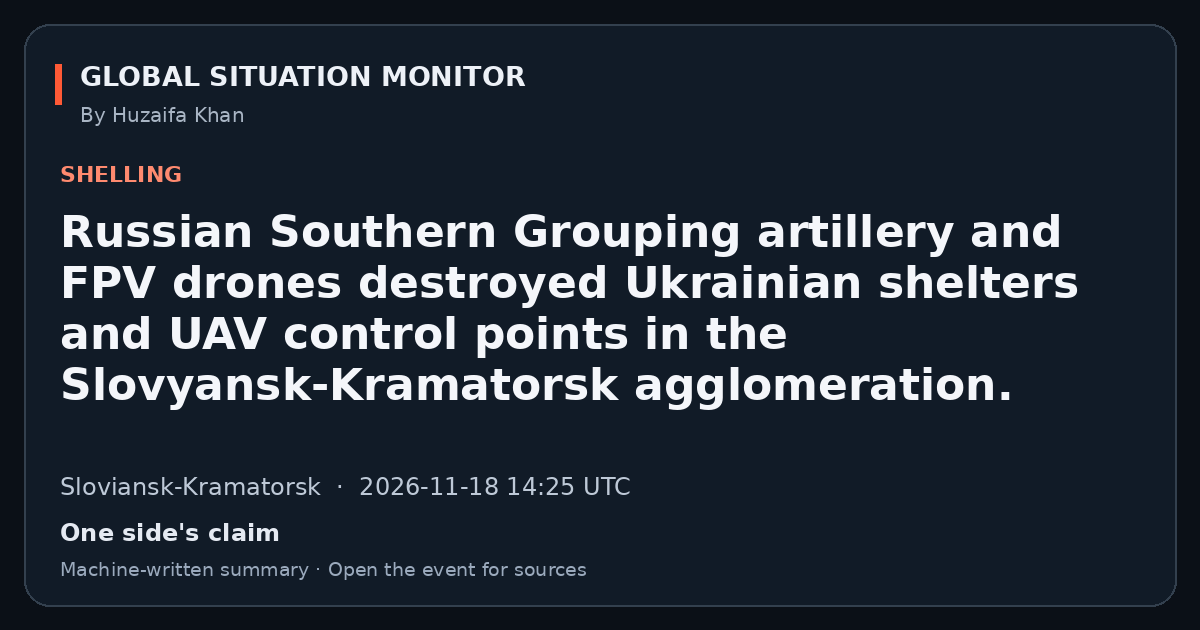 GLOBAL SITUATION MONITOR
By Huzaifa Khan
SHELLING
Russian Southern Grouping artillery and
FPV drones destroyed Ukrainian shelters
and UAV control points in the
Slovyansk-Kramatorsk agglomeration.
Sloviansk-Kramatorsk · 2026-11-18 14:25 UTC
One side's claim
Machine-written summary · Open the event for sources